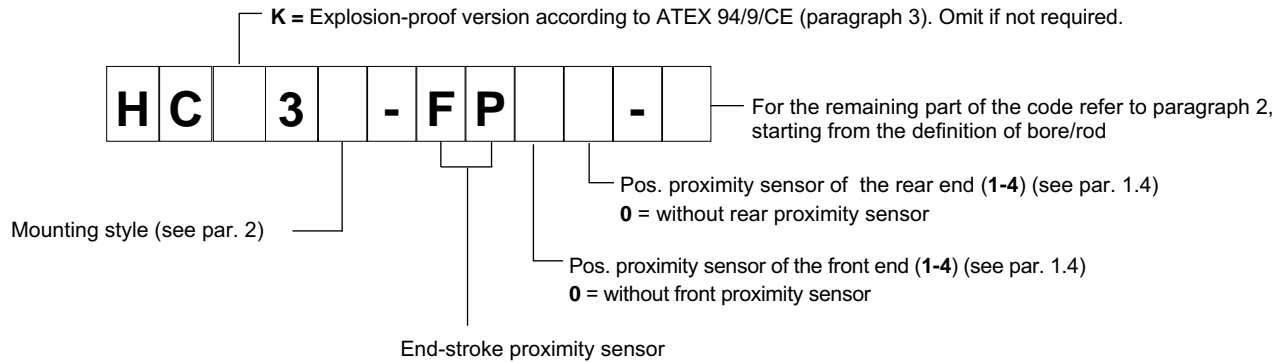 K = Explosion-proof version according to ATEX 94/9/CE (paragraph 3). Omit if not required.
H C 3 - F P -
For the remaining part of the code refer to paragraph 2,
starting from the definition of bore/rod
Pos. proximity sensor of the rear end (1-4) (see par. 1.4)
0 = without rear proximity sensor
Mounting style (see par. 2)
Pos. proximity sensor of the front end (1-4) (see par. 1.4)
0 = without front proximity sensor
End-stroke proximity sensor